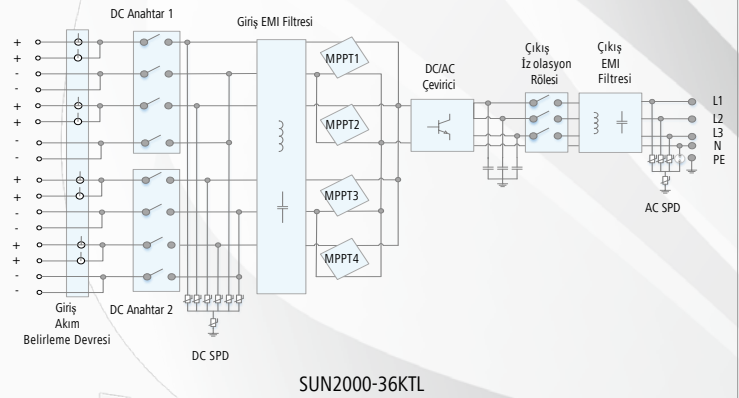 DC Anahtar 1
Giriş EMI Filtresi
+
+
-
-
+
+
-
-
+
+
-
-
+
+
-
-
MPPT1
MPPT2
MPPT3
MPPT4
DC/AC
Çevirici
Çıkış
İz olasyon
Rölesi
Çıkış
EMI
Filtresi
L1
L2
L3
N
PE
AC SPD
Giriş
Akım
Belirleme Devresi
DC Anahtar 2
DC SPD
SUN2000-36KTL